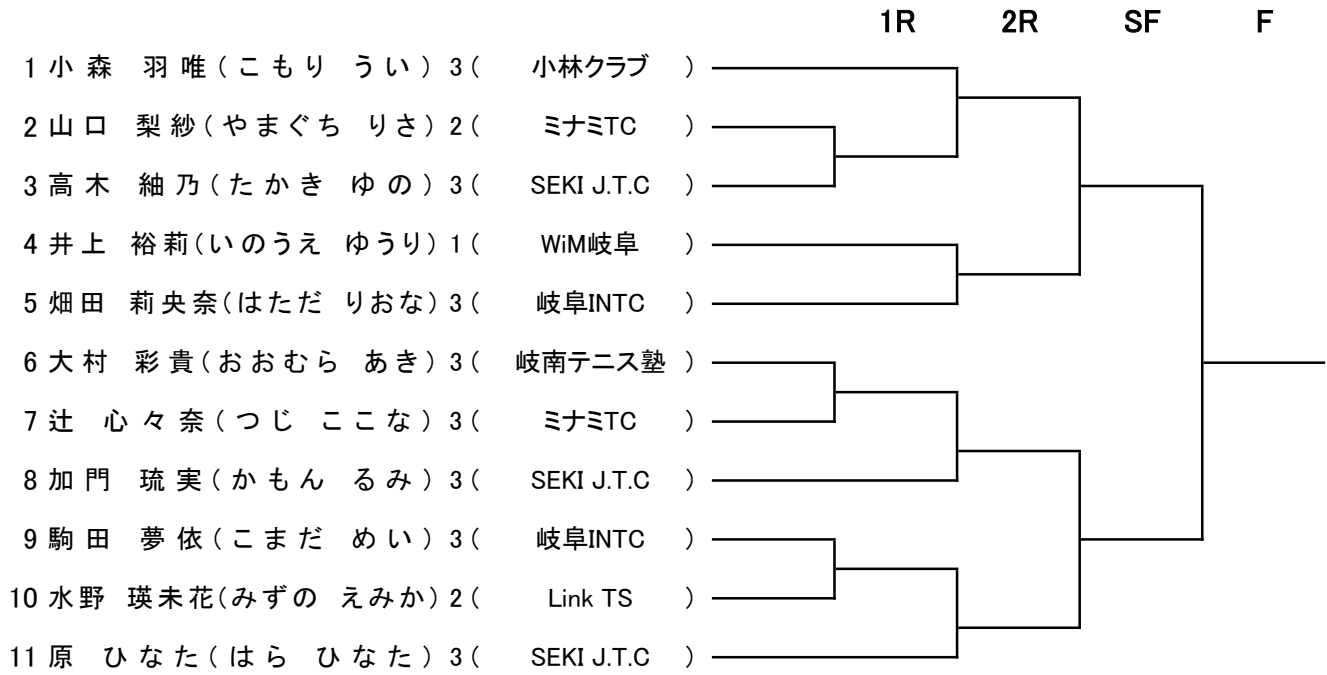 1R 2R SF F
1 小森 羽唯(こもり うい) 3( 小林クラブ )
2 山口 梨紗(やまぐち りさ) 2( ミナミTC )
3 高木 紬乃(たかき ゆの) 3( SEKI J.T.C )
4 井上 裕莉(いのうえ ゆうり) 1( WiM岐阜 )
5 畑田 莉央奈(はただ りおな) 3( 岐阜INTC )
6 大村 彩貴(おおむら あき) 3( 岐南テニス塾 )
7 辻 心々奈(つじ ここな) 3( ミナミTC )
8 加門 琉実(かもん るみ) 3( SEKI J.T.C )
9 駒田 夢依(こまだ めい) 3( 岐阜INTC )
10 水野 瑛未花(みずの えみか) 2( Link TS )
11 原 ひなた(はら ひなた) 3( SEKI J.T.C )